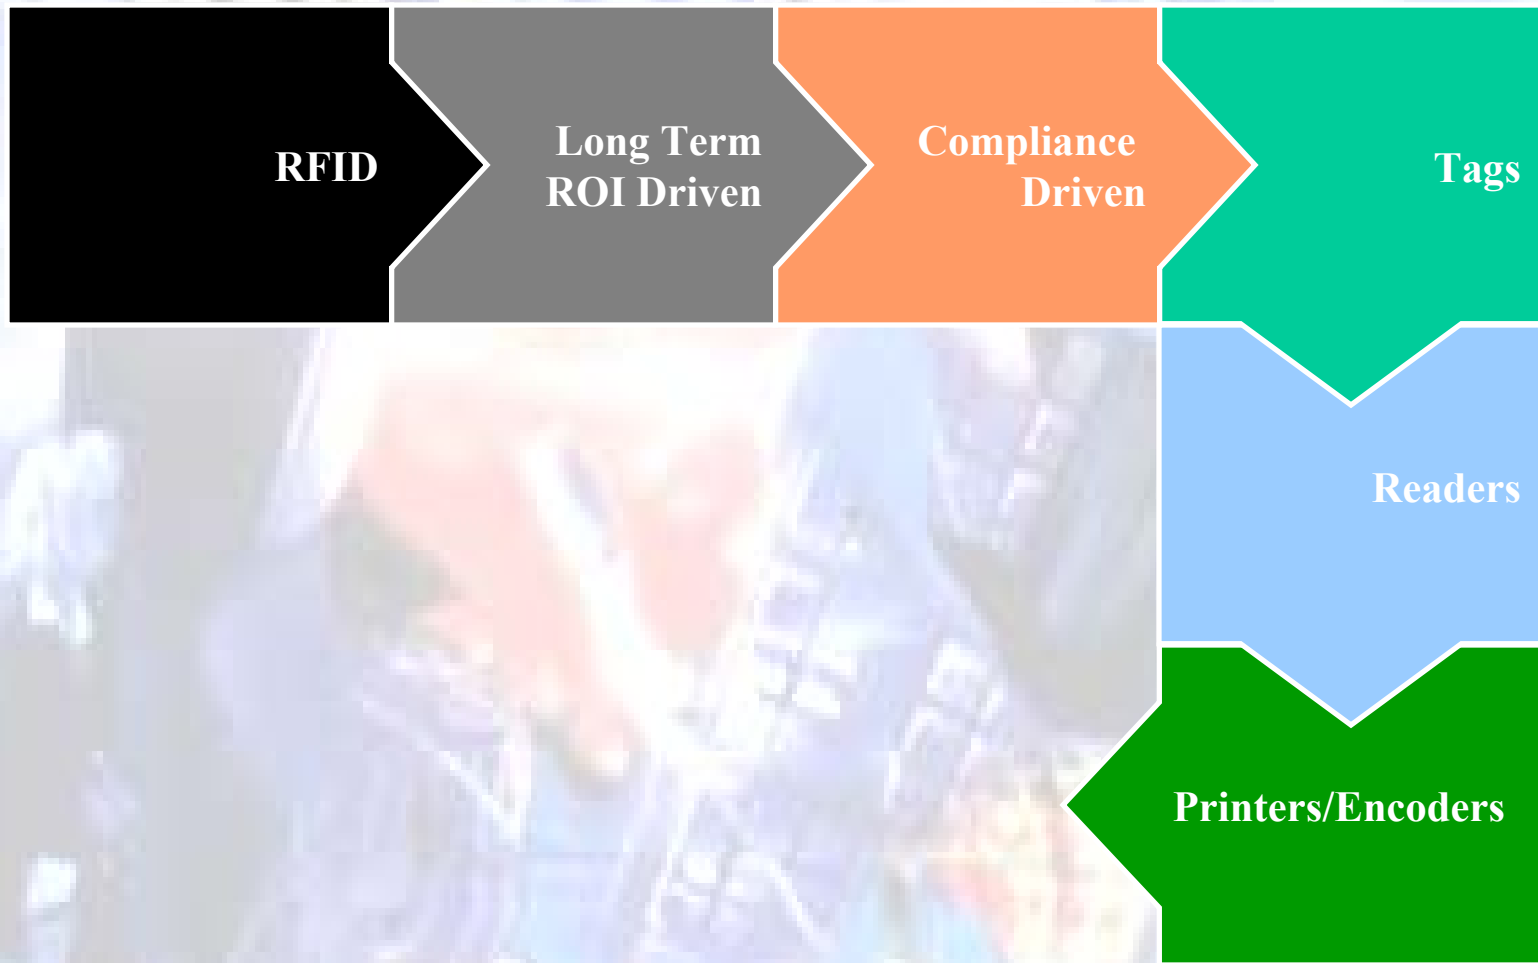 RFID
Long Term
ROI Driven
Compliance
Driven
Tags
Readers
Printers/Encoders